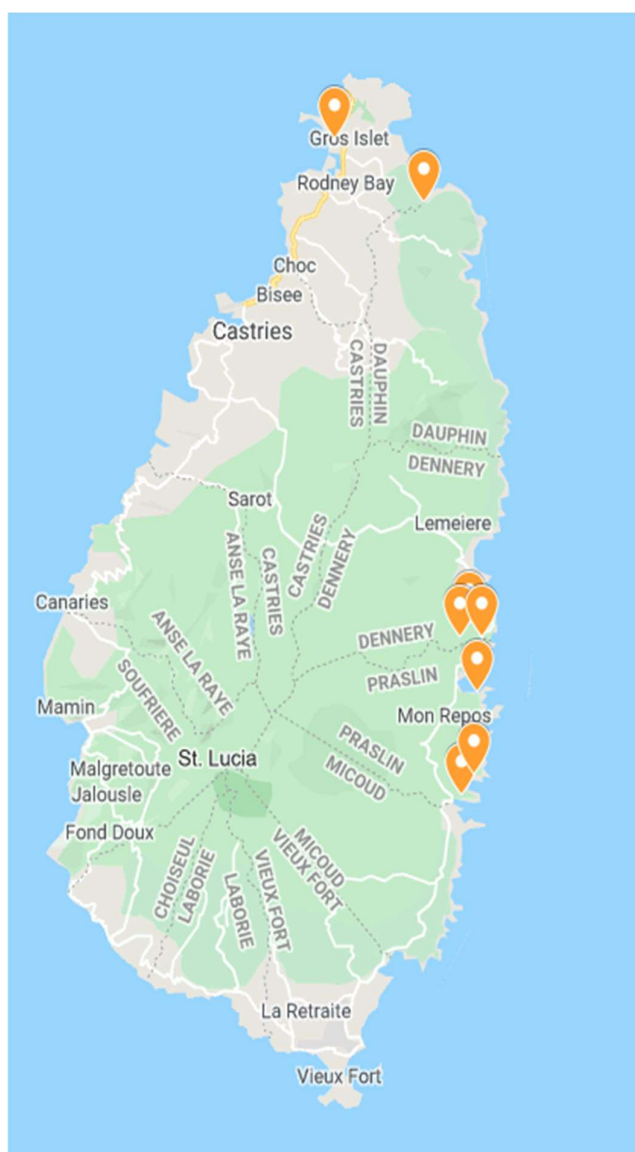 Gros Islet
Rodney Bay
Choc
Bisee
Castries
DAUPHIN
CASTRIES
DAUPHIN
DENNERY
Sarot
Lemeiere
CASTRIES
DENNERY
ANSE LA RAYE
CASTRIES
Canaries
ANSE LA RAYE
SOUFRIERE
DENNERY
PRASLIN
Mamin
Mon Repos
PRASLIN
MICOUD
St. Lucia
Malgretoute
Jalousle
Fond Doux
MICOUD
VIEUX FORT
CHOISEUL
LABORIE
LABORIE
VIEUX FORT
La Retraite
Vieux Fort